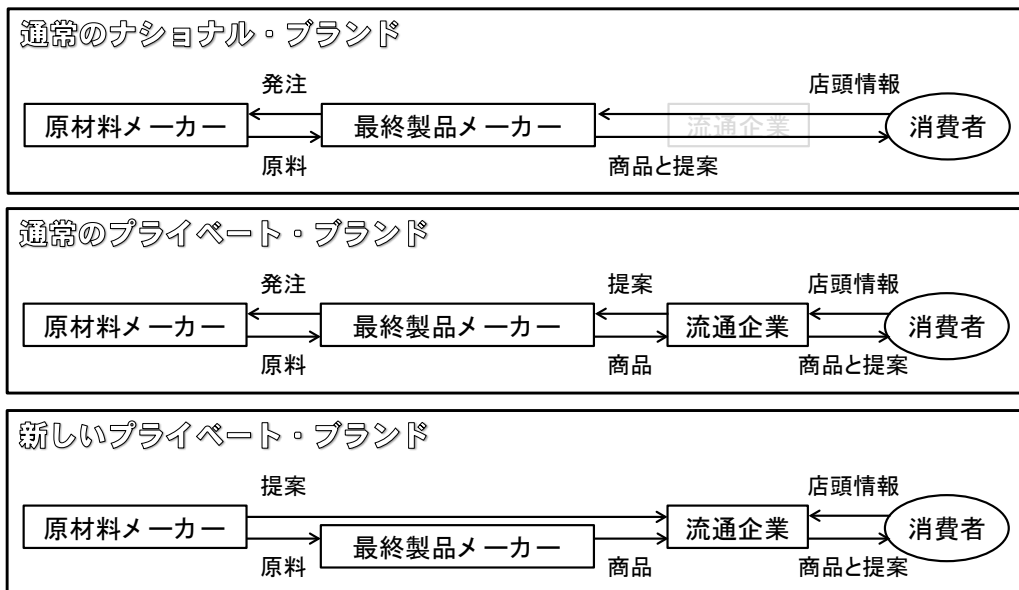 通常のナショナル・ブランド
発注
店頭情報
原材料メーカー
最終製品メーカー
流通企業
消費者
原料
商品と提案
通常のプライベート・ブランド
発注
提案
店頭情報
原材料メーカー
最終製品メーカー
流通企業
消費者
原料
商品
商品と提案
新しいプライベート・ブランド
提案
店頭情報
原材料メーカー
最終製品メーカー
流通企業
消費者
原料
商品
商品と提案